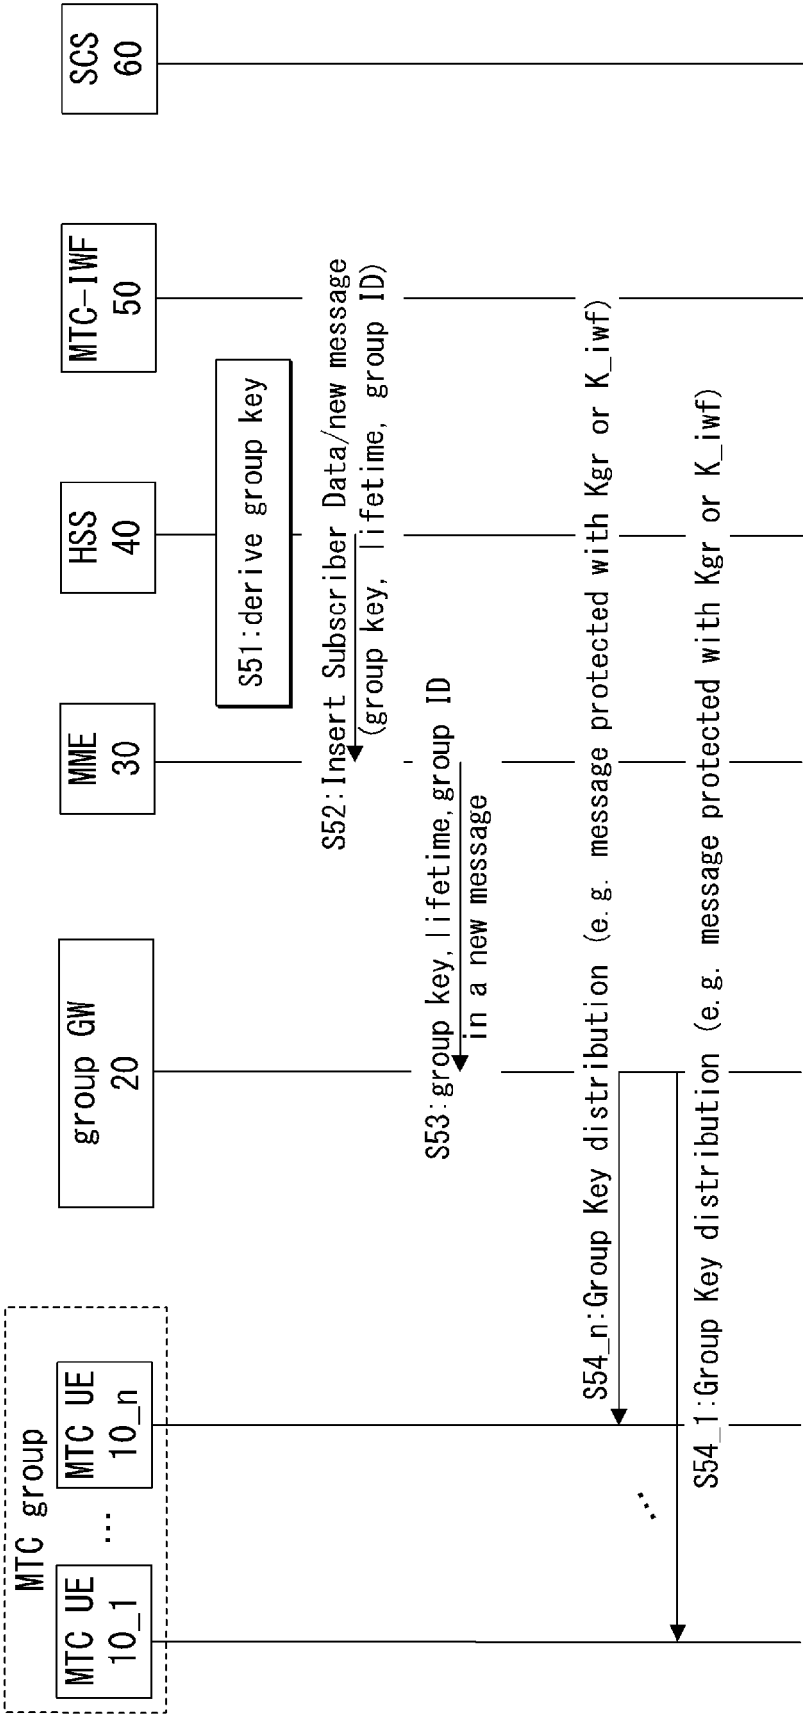 MTC group
MTC UE
10_1
...
MTC UE
10_n
group GW
20
MME
30
HSS
40
MTC-IWF
50
SCS
60
S51:derive group key
S52:Insert Subscriber Data/new message
(group key, lifetime, group ID)
S53:group key,lifetime,group ID
in a new message
S54_n:Group Key distribution (e.g. message protected with Kgr or K_iwf)
...
S54_1:Group Key distribution (e.g. message protected with Kgr or K_iwf)